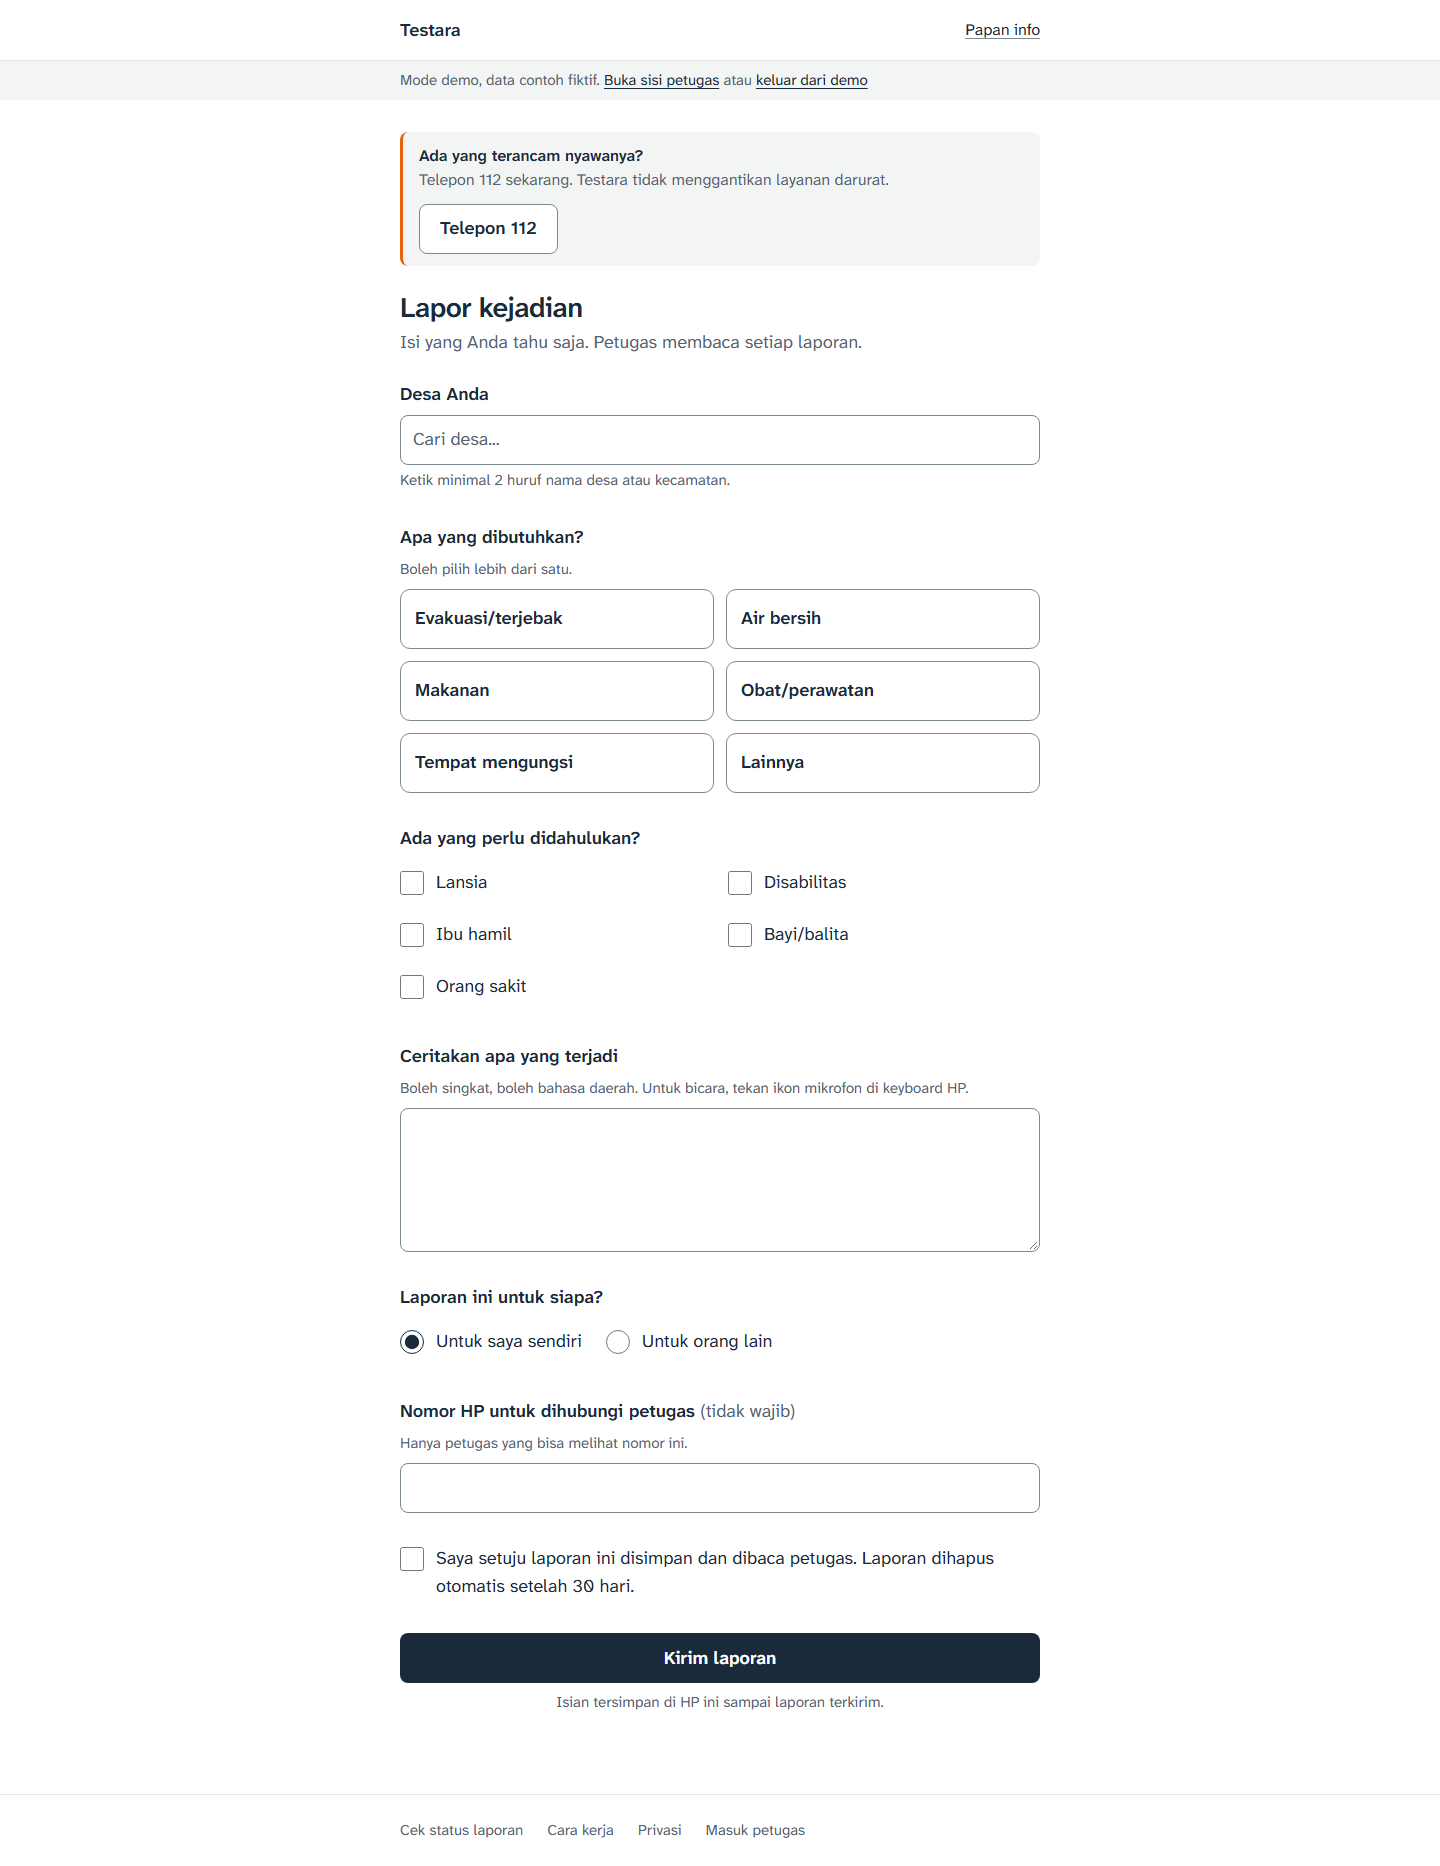 Testara
Papan info
Mode demo, data contoh fiktif. Buka sisi petugas atau keluar dari demo
Ada yang terancam nyawanya?
Telepon 112 sekarang. Testara tidak menggantikan layanan darurat.
Telepon 112
Lapor kejadian
Isi yang Anda tahu saja. Petugas membaca setiap laporan.
Desa Anda
Cari desa...
Ketik minimal 2 huruf nama desa atau kecamatan.
Apa yang dibutuhkan?
Boleh pilih lebih dari satu.
Evakuasi/terjebak
Air bersih
Makanan
Obat/perawatan
Tempat mengungsi
Lainnya
Ada yang perlu didahulukan?
Lansia
Disabilitas
Ibu hamil
Bayi/balita
Orang sakit
Ceritakan apa yang terjadi
Boleh singkat, boleh bahasa daerah. Untuk bicara, tekan ikon mikrofon di keyboard HP.
Laporan ini untuk siapa?
Untuk saya sendiri
Untuk orang lain
Nomor HP untuk dihubungi petugas (tidak wajib)
Hanya petugas yang bisa melihat nomor ini.
Saya setuju laporan ini disimpan dan dibaca petugas. Laporan dihapus
otomatis setelah 30 hari.
Kirim laporan
Isian tersimpan di HP ini sampai laporan terkirim.
Cek status laporan
Cara kerja
Privasi
Masuk petugas